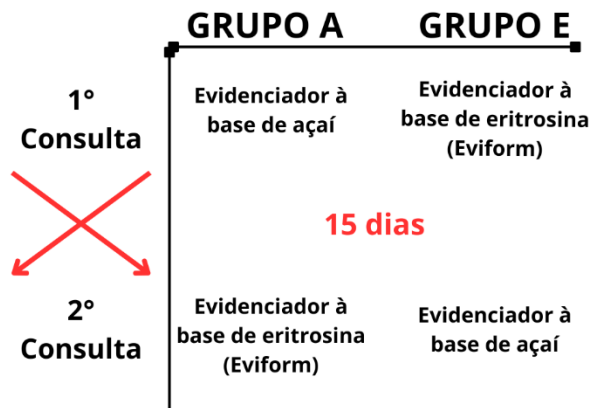 GRUPO A GRUPO E
1°
Consulta
Evidenciador à
base de açaí
Evidenciador à
base de eritrosina
(Eviform)
15 dias
2°
Consulta
Evidenciador à
base de eritrosina
(Eviform)
Evidenciador à
base de açaí